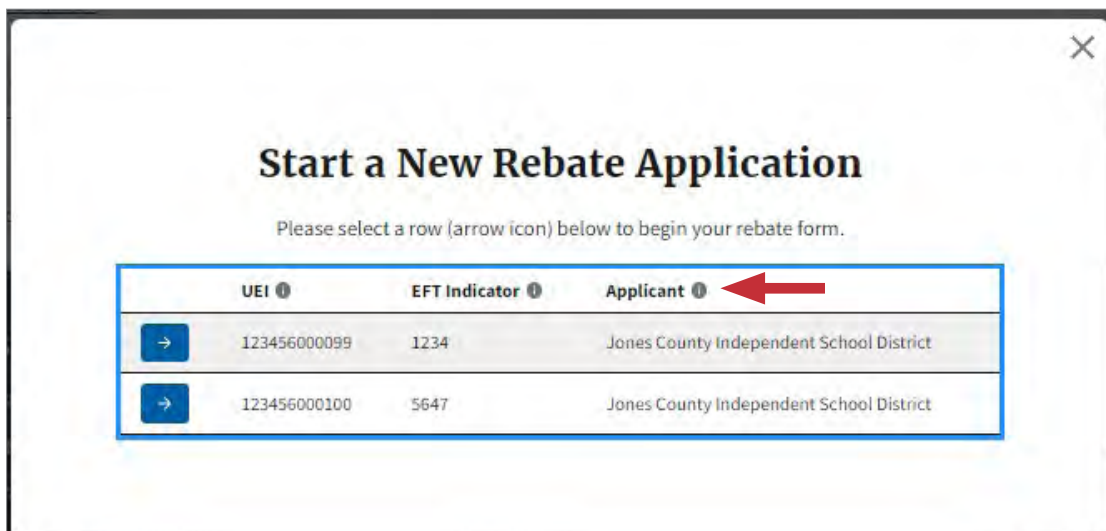 Start a New Rebate Application
Please select a row (arrow icon) below to begin your rebate form.
UEI EFT Indicator Applicant
123456000099 1234 Jones County Independent School District
123456000100 5647 Jones County Independent School District